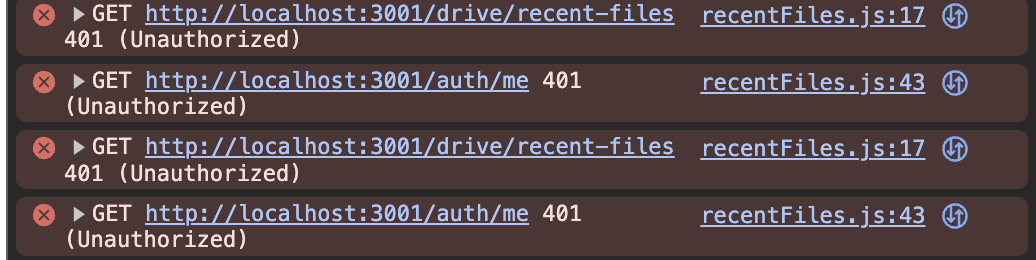 GET http://localhost:3001/drive/recent-files recentFiles.js:17
401 (Unauthorized)
GET http://localhost:3001/auth/me 401 recentFiles.js:43
(Unauthorized)
GET http://localhost:3001/drive/recent-files recentFiles.js:17
401 (Unauthorized)
GET http://localhost:3001/auth/me 401 recentFiles.js:43
(Unauthorized)